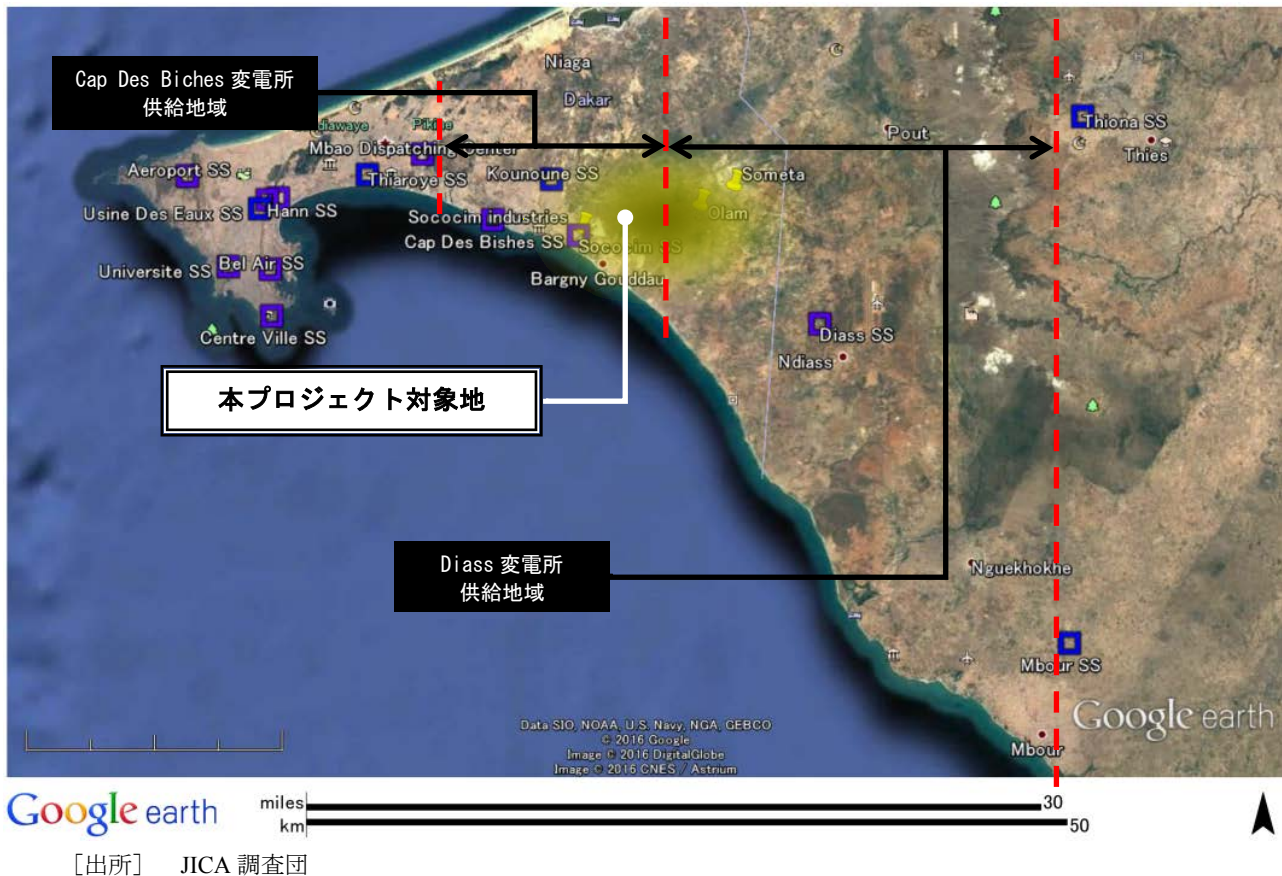 Niaga
Cap Des Biches 変電所
供給地域
Dakar
Pikine
Thiona SS
Pout
Mbao Dispatching Center
Thies
Aeroport SS
Thiaroye SS
Kounoune SS
Someta
Usine Des Eaux SS
Hann SS
Sococim industries
Olam
Cap Des Bishes SS
Sococim SS
Universite SS
Bel Air SS
Bargny Gouddau
Centre Ville SS
Diass SS
Ndiass
本プロジェクト対象地
Diass 変電所
供給地域
Nguekhokhe
Mbour SS
Data SIO, NOAA, U.S. Navy, NGA, GEBCO
© 2016 Google
Image © 2016 DigitalGlobe
Image © 2016 CNES / Astrium
Google earth
Mbour
Google earth
miles
30
km
50
［出所］ JICA 調査団